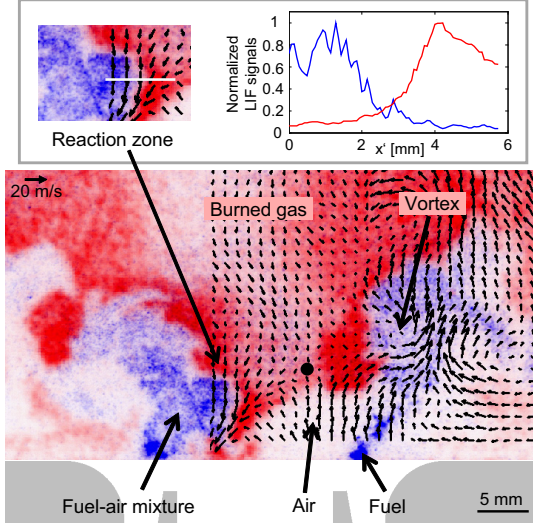 Normalized
LIF signals
1
0.8
0.6
0.4
0.2
0
0 2 4 6
x' [mm]
Reaction zone
20 m/s
Burned gas
Vortex
Fuel-air mixture
Air
Fuel
5 mm